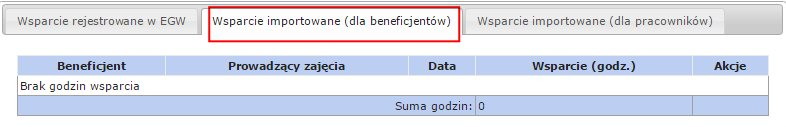 Wsparcie rejestrowane w EGW Wsparcie importowane (dla beneficjentów) Wsparcie importowane (dla pracowników)
Beneficjent Prowadzący zajęcia Data Wsparcie (godz.) Akcje
Brak godzin wsparcia
Suma godzin: 0